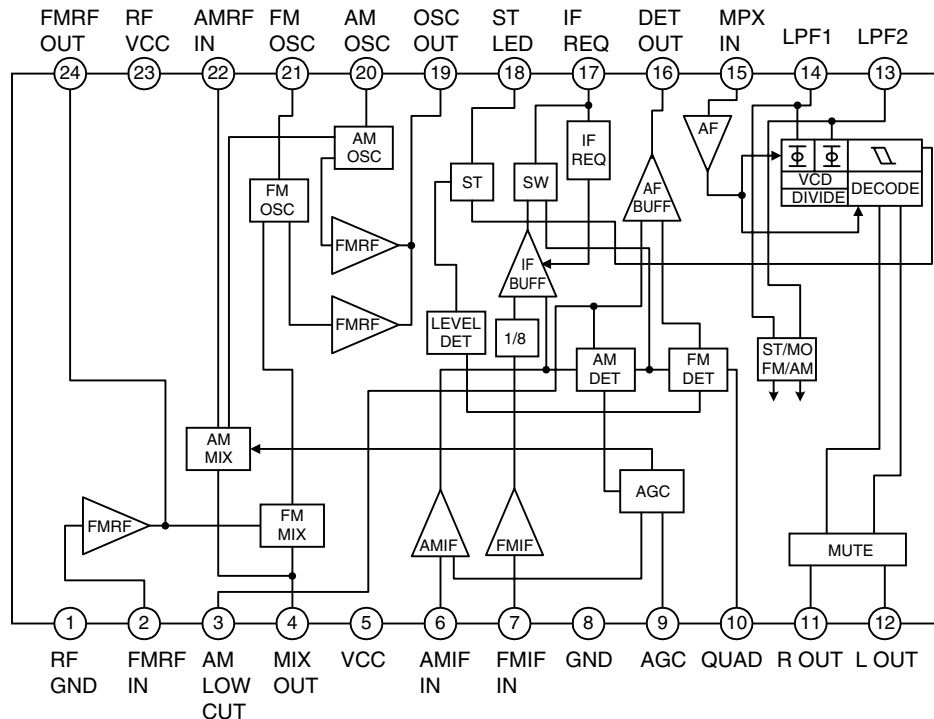 FMRF OUT
RF VCC
AMRF IN
FM OSC
AM OSC
OSC OUT
ST LED
IF REQ
DET OUT
MPX IN
LPF1
LPF2
24
23
22
21
20
19
18
17
16
15
14
13
AM OSC
IF REQ
AF
FM OSC
ST
SW
AF BUFF
VCD
DIVIDE
DECODE
FMRF
IF BUFF
FMRF
LEVEL DET
1/8
AM DET
FM DET
ST/MO
FM/AM
AM MIX
AGC
FMRF
FM MIX
AMIF
FMIF
MUTE
1
2
3
4
5
6
7
8
9
10
11
12
RF GND
FMRF IN
AM LOW CUT
MIX OUT
VCC
AMIF IN
FMIF IN
GND
AGC
QUAD
R OUT
L OUT